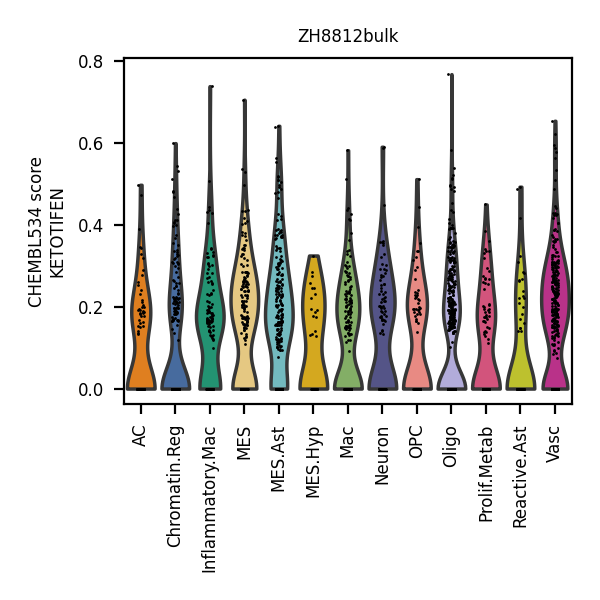 ZH8812bulk
CHEMBL534 score
KETOTIFEN
0.8
0.6
0.4
0.2
0.0
AC
Chromatin.Reg
Inflammatory.Mac
MES
MES.Ast
MES.Hyp
Mac
Neuron
OPC
Oligo
Prolif.Metab
Reactive.Ast
Vasc